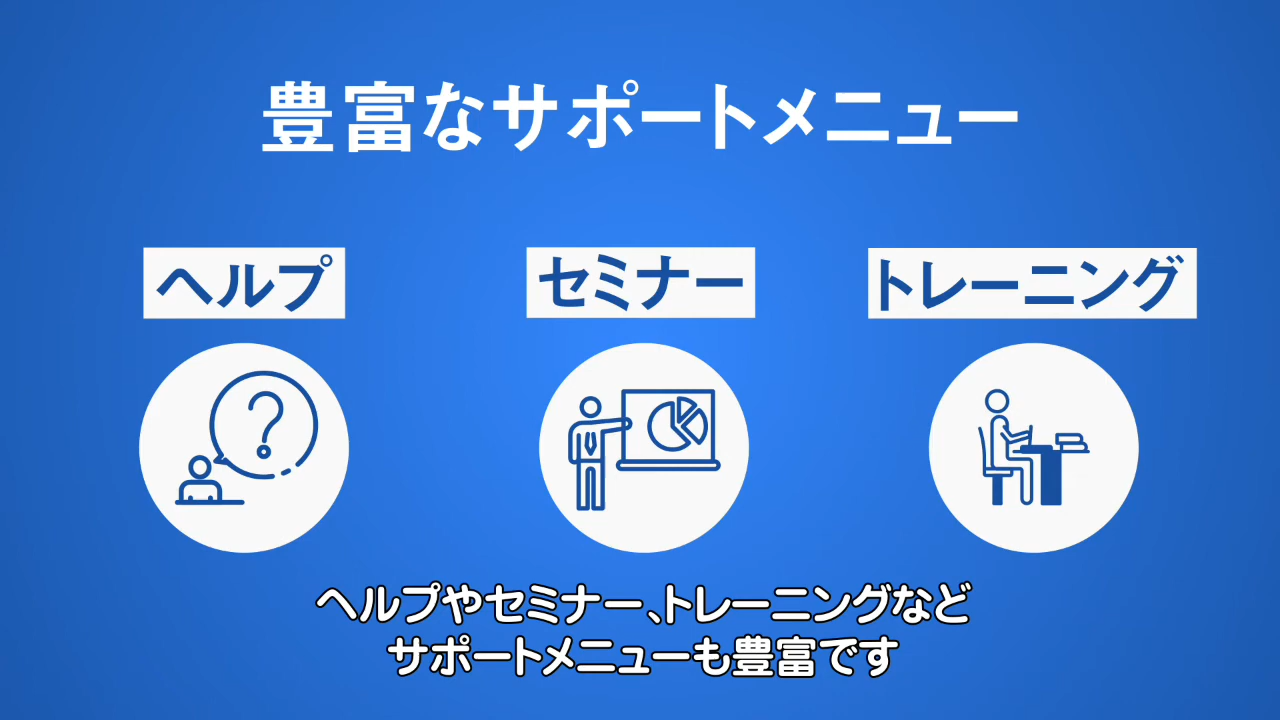 豊富なサポートメニュー
ヘルプ
セミナー
トレーニング
ヘルプやセミナー、トレーニングなど
サポートメニューも豊富です